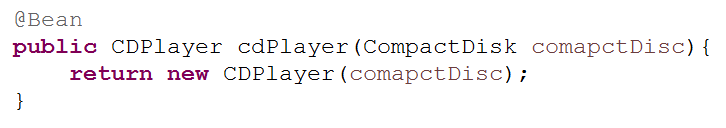 @Bean
public CDPlayer cdPlayer(CompactDisk comapctDisc){
    return new CDPlayer(comapctDisc);
}